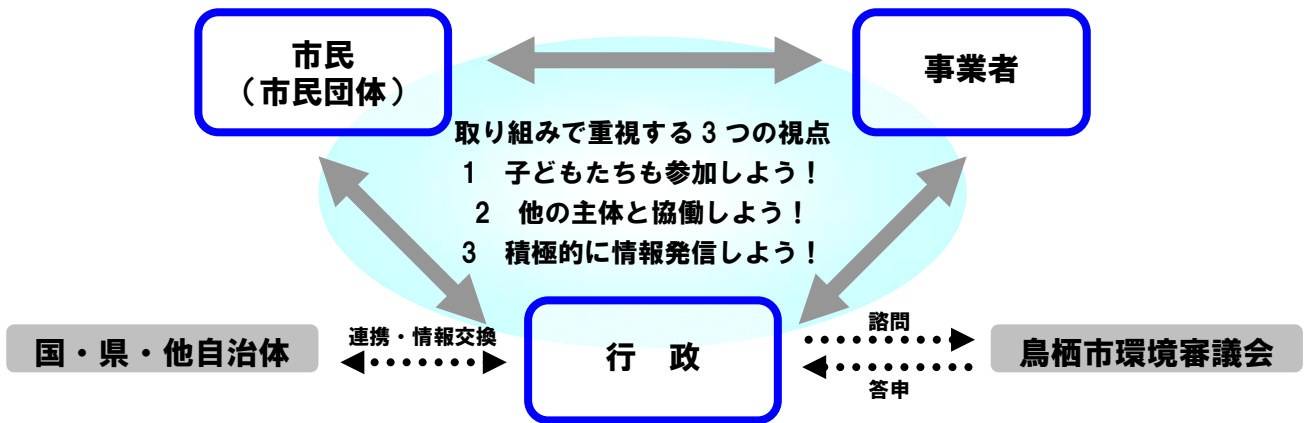 市民
（市民団体）
事業者
取り組みで重視する3つの視点
1　子どもたちも参加しよう！
2　他の主体と協働しよう！
3　積極的に情報発信しよう！
国・県・他自治体
連携・情報交換
行　政
諮問
答申
鳥栖市環境審議会